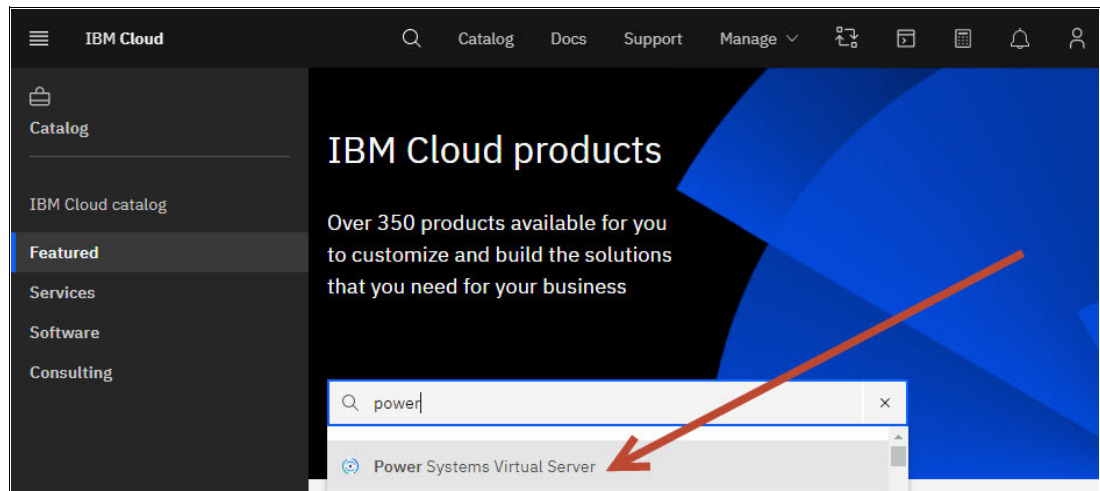 IBM Cloud
Catalog
Docs
Support
Manage
Catalog
IBM Cloud catalog
Featured
Services
Software
Consulting
IBM Cloud products
Over 350 products available for you
to customize and build the solutions
that you need for your business
power
Power Systems Virtual Server